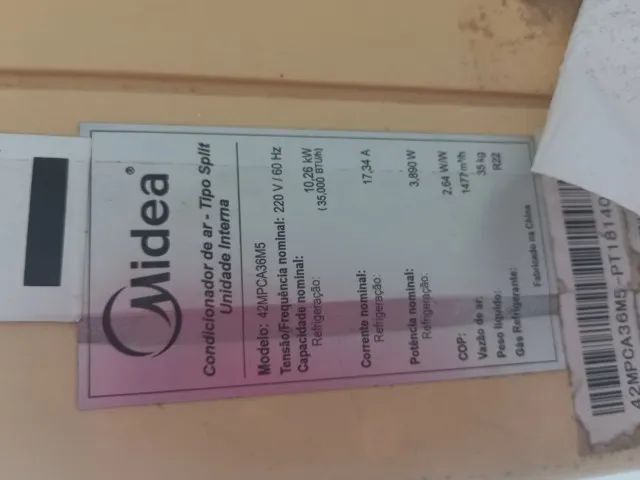 Midea®
Condicionador de ar - Tipo Split
Unidade Interna
Modelo: 42MPCA36M5
Tensão/Frequência nominal: 220 V / 60 Hz
Capacidade nominal:
Refrigeração: 10,26 kW
(35,000 BTU/h)
Corrente nominal:
Refrigeração: 17,34 A
Potência nominal:
Refrigeração: 3,890 W
COP: 2,64 W/W
Vazão de ar: 1477 m³/h
Peso líquido: 35 kg
Gás Refrigerante: R22
Fabricado na China
42MPCA36M5-PT18140